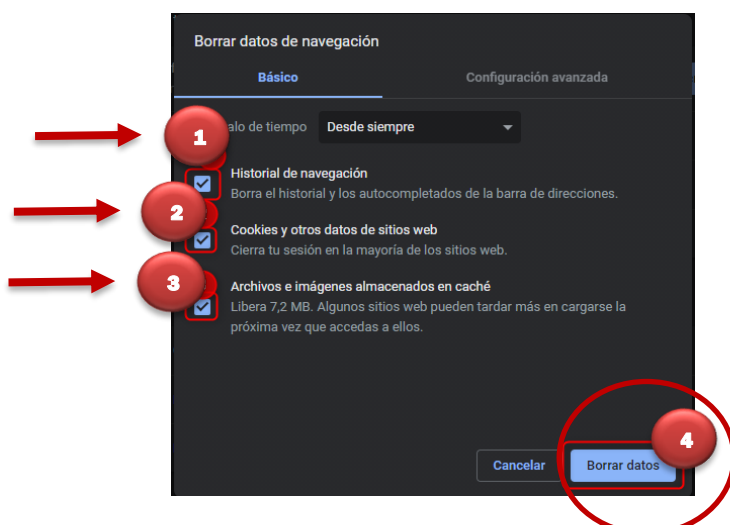 Borrar datos de navegación
Básico
Configuración avanzada
1
alo de tiempo Desde siempre
Historial de navegación
Borra el historial y los autocompletados de la barra de direcciones.
2
Cookies y otros datos de sitios web
Cierra tu sesión en la mayoría de los sitios web.
3
Archivos e imágenes almacenados en caché
Libera 7,2 MB. Algunos sitios web pueden tardar más en cargarse la
próxima vez que accedas a ellos.
4
Cancelar
Borrar datos